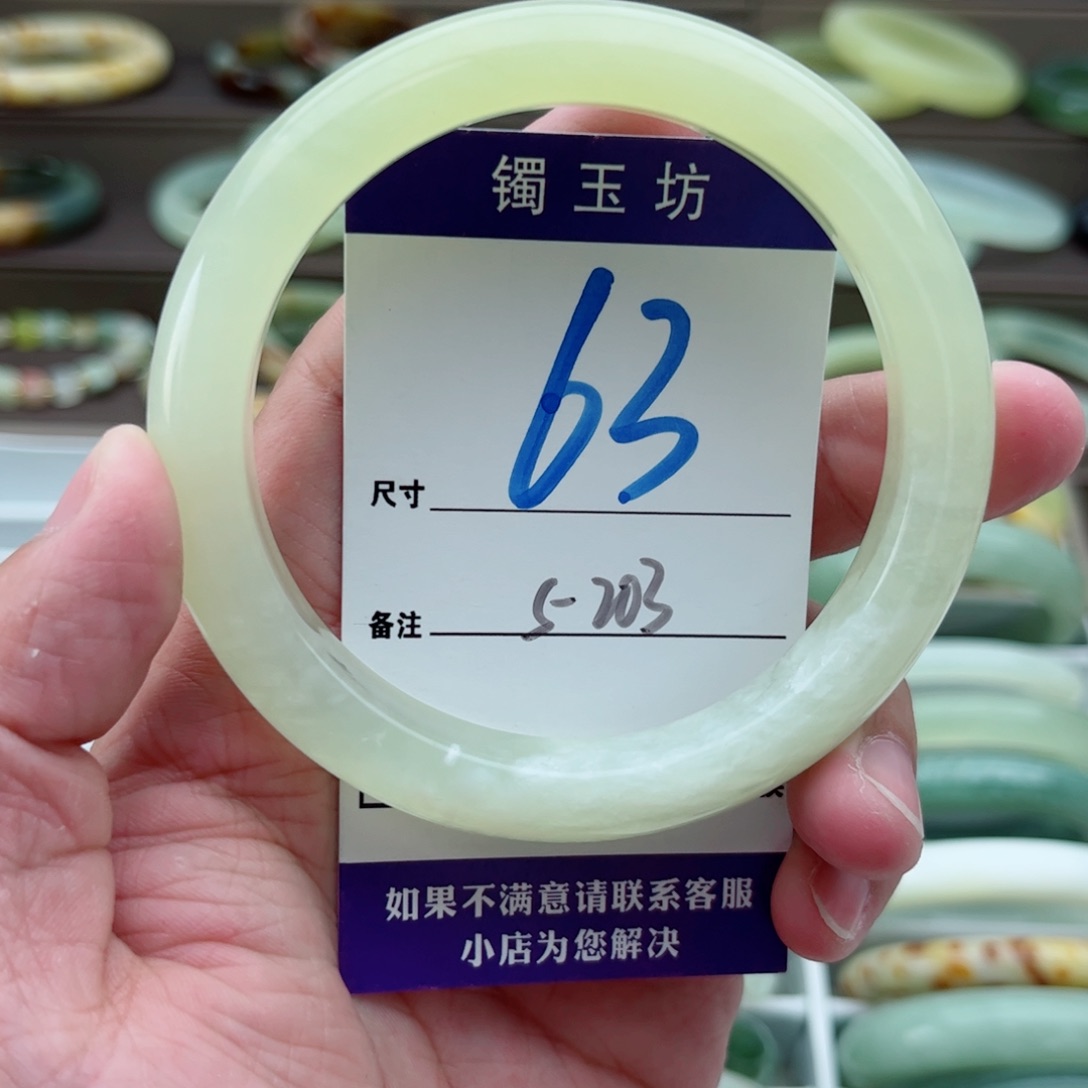 镯玉坊
63
尺寸
5-203
备注
如果不满意请联系客服
小店为您解决